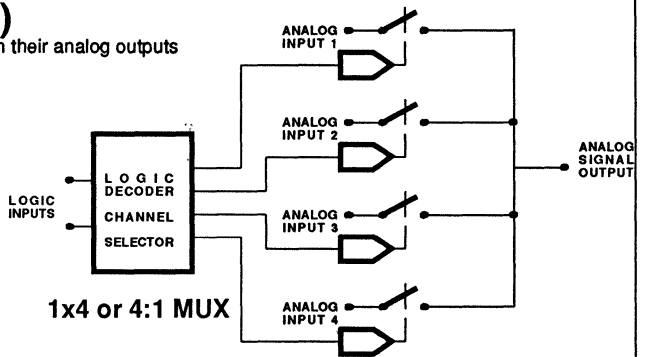 )
n their analog outputs
ANALOG
INPUT 1
ANALOG
INPUT 2
ANALOG
INPUT 3
ANALOG
INPUT 4
LOGIC
INPUTS
LOGIC
DECODER
CHANNEL
SELECTOR
ANALOG
SIGNAL
OUTPUT
1x4 or 4:1 MUX